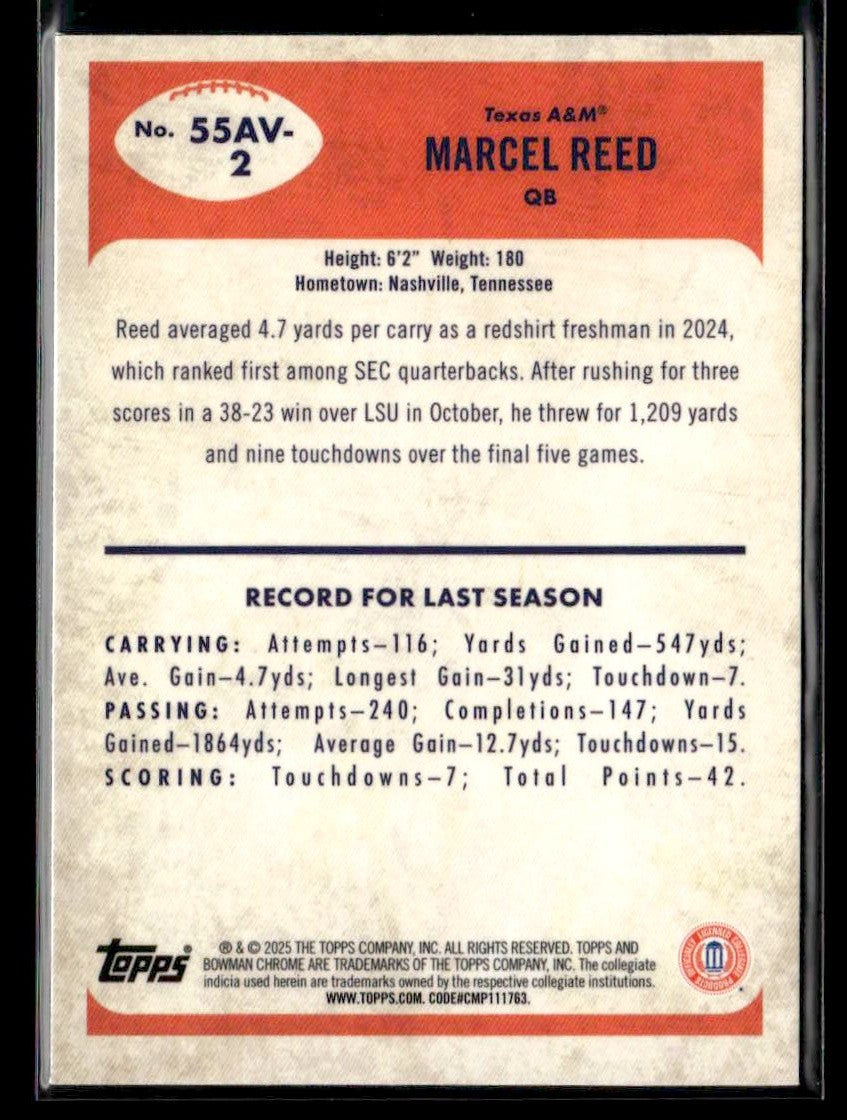 No. 55AV-
2
Texas A&M®
MARCEL REED
QB
Height: 6'2" Weight: 180
Hometown: Nashville, Tennessee
Reed averaged 4.7 yards per carry as a redshirt freshman in 2024,
which ranked first among SEC quarterbacks. After rushing for three
scores in a 38-23 win over LSU in October, he threw for 1,209 yards
and nine touchdowns over the final five games.
RECORD FOR LAST SEASON
CARRYING: Attempts–116; Yards Gained–547yds;
Ave. Gain–4.7yds; Longest Gain–31yds; Touchdown–7.
PASSING: Attempts–240; Completions–147; Yards
Gained–1864yds; Average Gain–12.7yds; Touchdowns–15.
SCORING: Touchdowns–7; Total Points–42.
Topps®
® & © 2025 THE TOPPS COMPANY, INC. ALL RIGHTS RESERVED. TOPPS AND
BOWMAN CHROME ARE TRADEMARKS OF THE TOPPS COMPANY, INC. The collegiate
indicia used herein are trademarks owned by the respective collegiate institutions.
WWW.TOPPS.COM. CODE#CMP111763.
OFFICIALLY LICENSED COLLEGIATE PRODUCTS